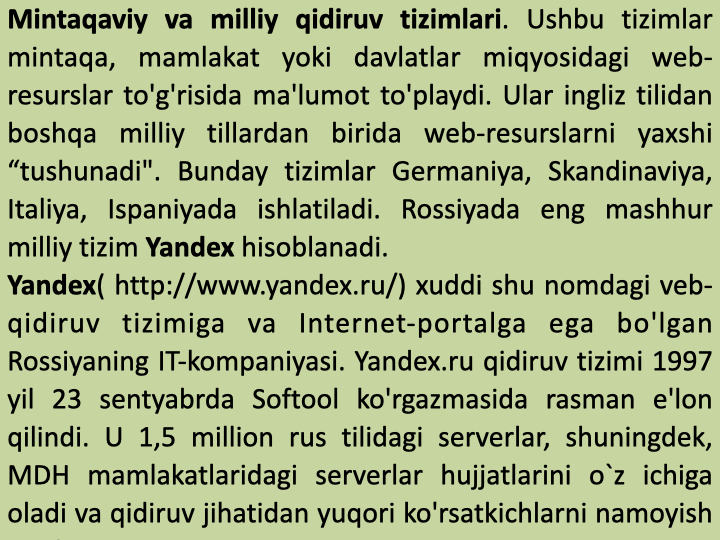 Mintaqaviy va milliy qidiruv tizimlari. Ushbu tizimlar
mintaqa, mamlakat yoki davlatlar miqyosidagi web-
resurslar to'g'risida ma'lumot to'playdi. Ular ingliz tilidan
boshqa milliy tillardan birida web-resurslarni yaxshi
“tushunadi". Bunday tizimlar Germaniya, Skandinaviya,
Italiya, Ispaniyada ishlatiladi. Rossiyada eng mashhur
milliy tizim Yandex hisoblanadi.
Yandex( http://www.yandex.ru/) xuddi shu nomdagi veb-
qidiruv tizimiga va Internet-portalga ega bo'lgan
Rossiyaning IT-kompaniyasi. Yandex.ru qidiruv tizimi 1997
yil 23 sentyabrda Softool ko'rgazmasida rasman e'lon
qilindi. U 1,5 million rus tilidagi serverlar, shuningdek,
MDH mamlakatlaridagi serverlar hujjatlarini o`z ichiga
oladi va qidiruv jihatidan yuqori ko'rsatkichlarni namoyish